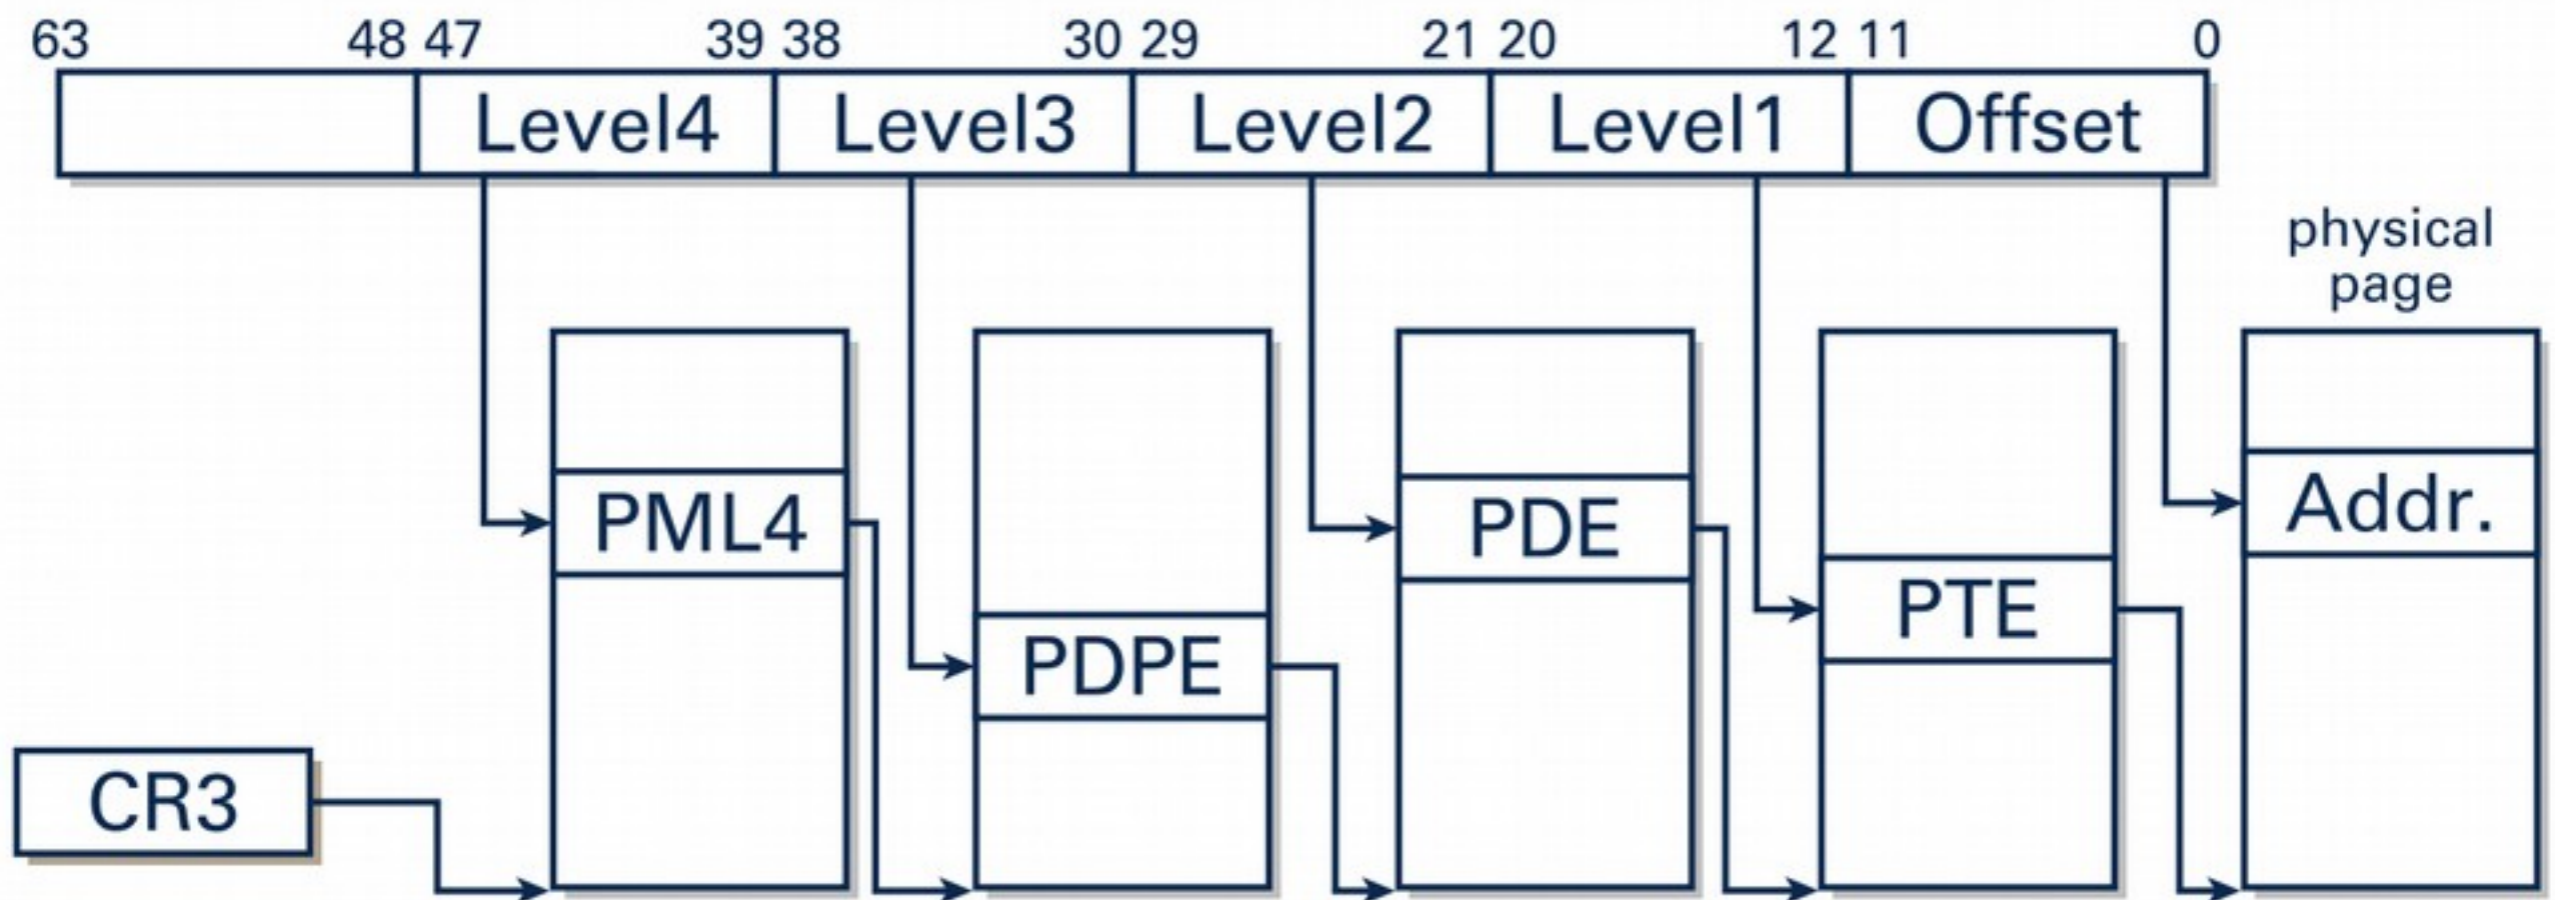 63 48 47 39 38 30 29 21 20 12 11 0
Level4 Level3 Level2 Level1 Offset
physical
page
PML4 PDE Addr.
PDPE PTE
CR3